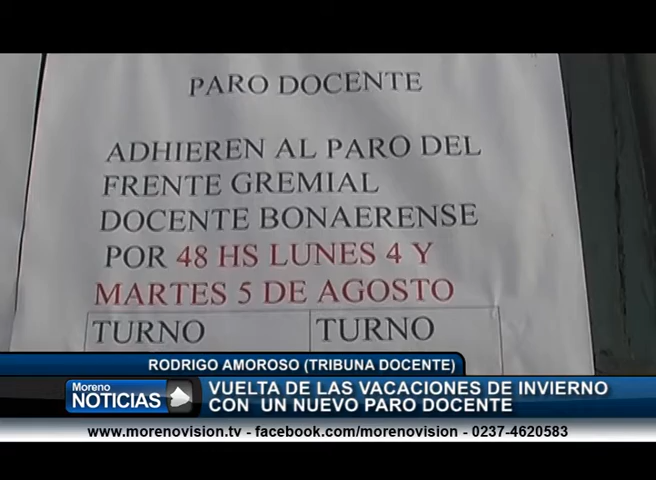 PARO DOCENTE
ADHIEREN AL PARO DEL
FRENTE GREMIAL
DOCENTE BONAERENSE
POR 48 HS LUNES 4 Y
MARTES 5 DE AGOSTO
TURNO TURNO
RODRIGO AMOROSO (TRIBUNA DOCENTE)
Moreno
NOTICIAS
VUELTA DE LAS VACACIONES DE INVIERNO
CON UN NUEVO PARO DOCENTE
www.morenovision.tv - facebook.com/morenovision - 0237-4620583